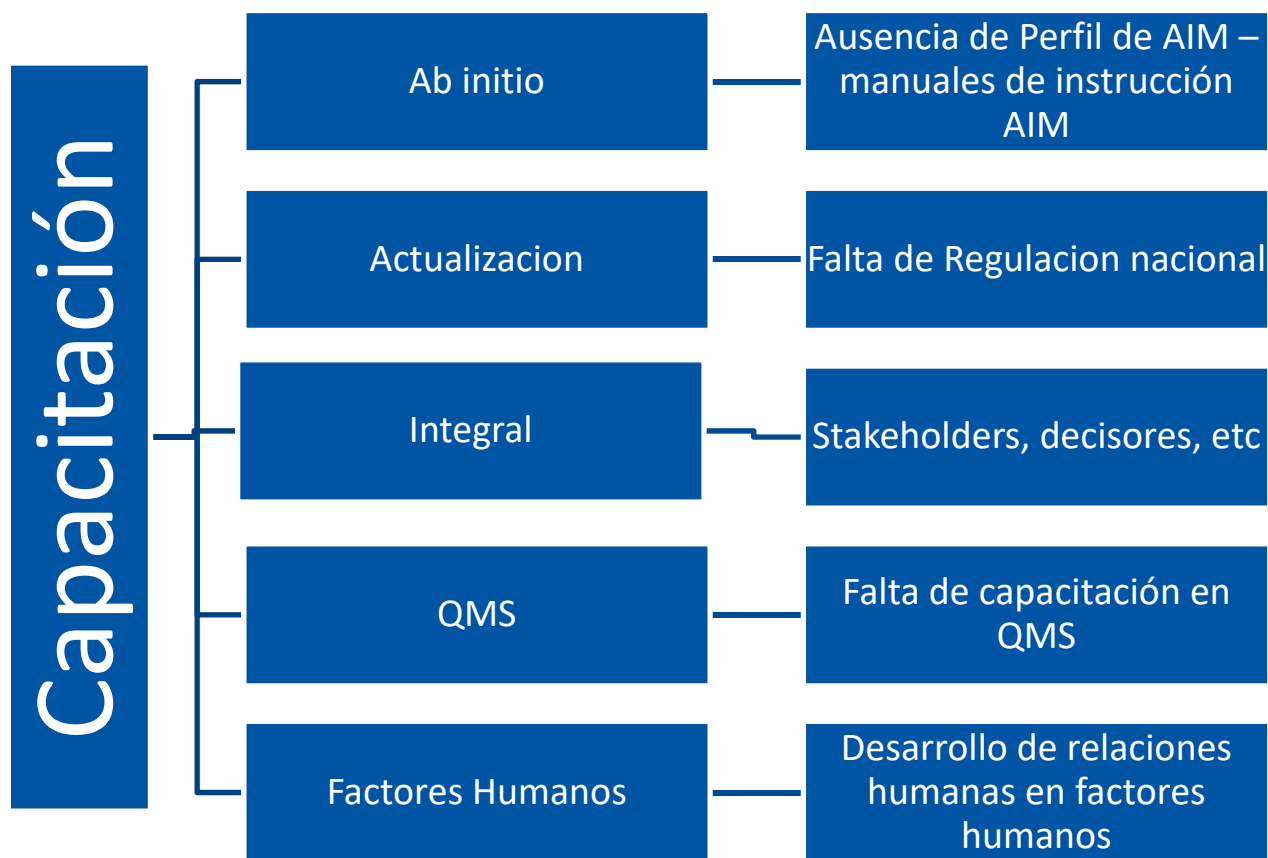 Capacitación
Ab initio
Ausencia de Perfil de AIM –
manuales de instrucción
AIM
Actualizacion
Falta de Regulacion nacional
Integral
Stakeholders, decisores, etc
QMS
Falta de capacitación en
QMS
Factores Humanos
Desarrollo de relaciones
humanas en factores
humanos